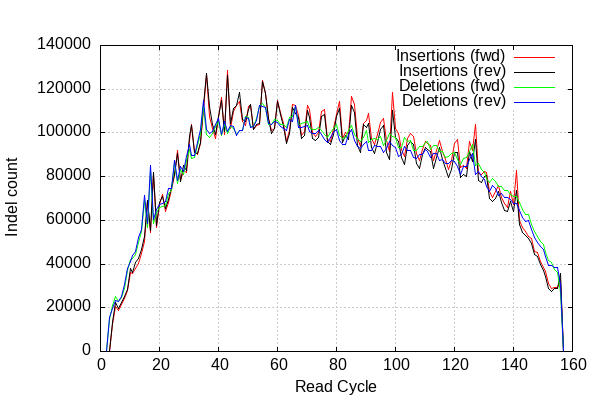 140000
120000
100000
80000
60000
40000
20000
0
Indel count
Insertions (fwd)
Insertions (rev)
Deletions (fwd)
Deletions (rev)
0 20 40 60 80 100 120 140 160
Read Cycle